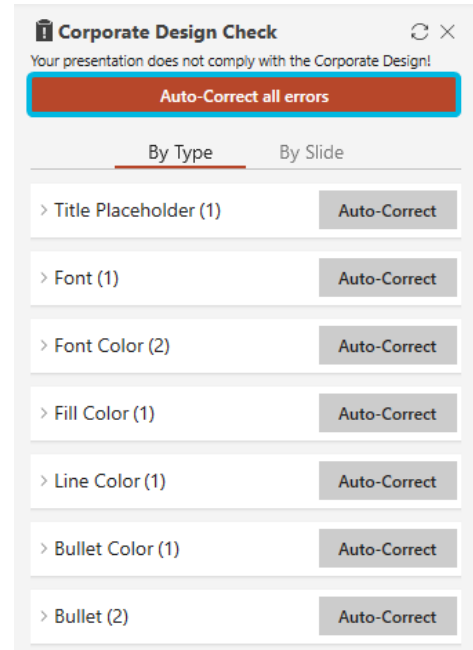 Corporate Design Check
Your presentation does not comply with the Corporate Design!
Auto-Correct all errors
By Type By Slide
Title Placeholder (1) Auto-Correct
Font (1) Auto-Correct
Font Color (2) Auto-Correct
Fill Color (1) Auto-Correct
Line Color (1) Auto-Correct
Bullet Color (1) Auto-Correct
Bullet (2) Auto-Correct